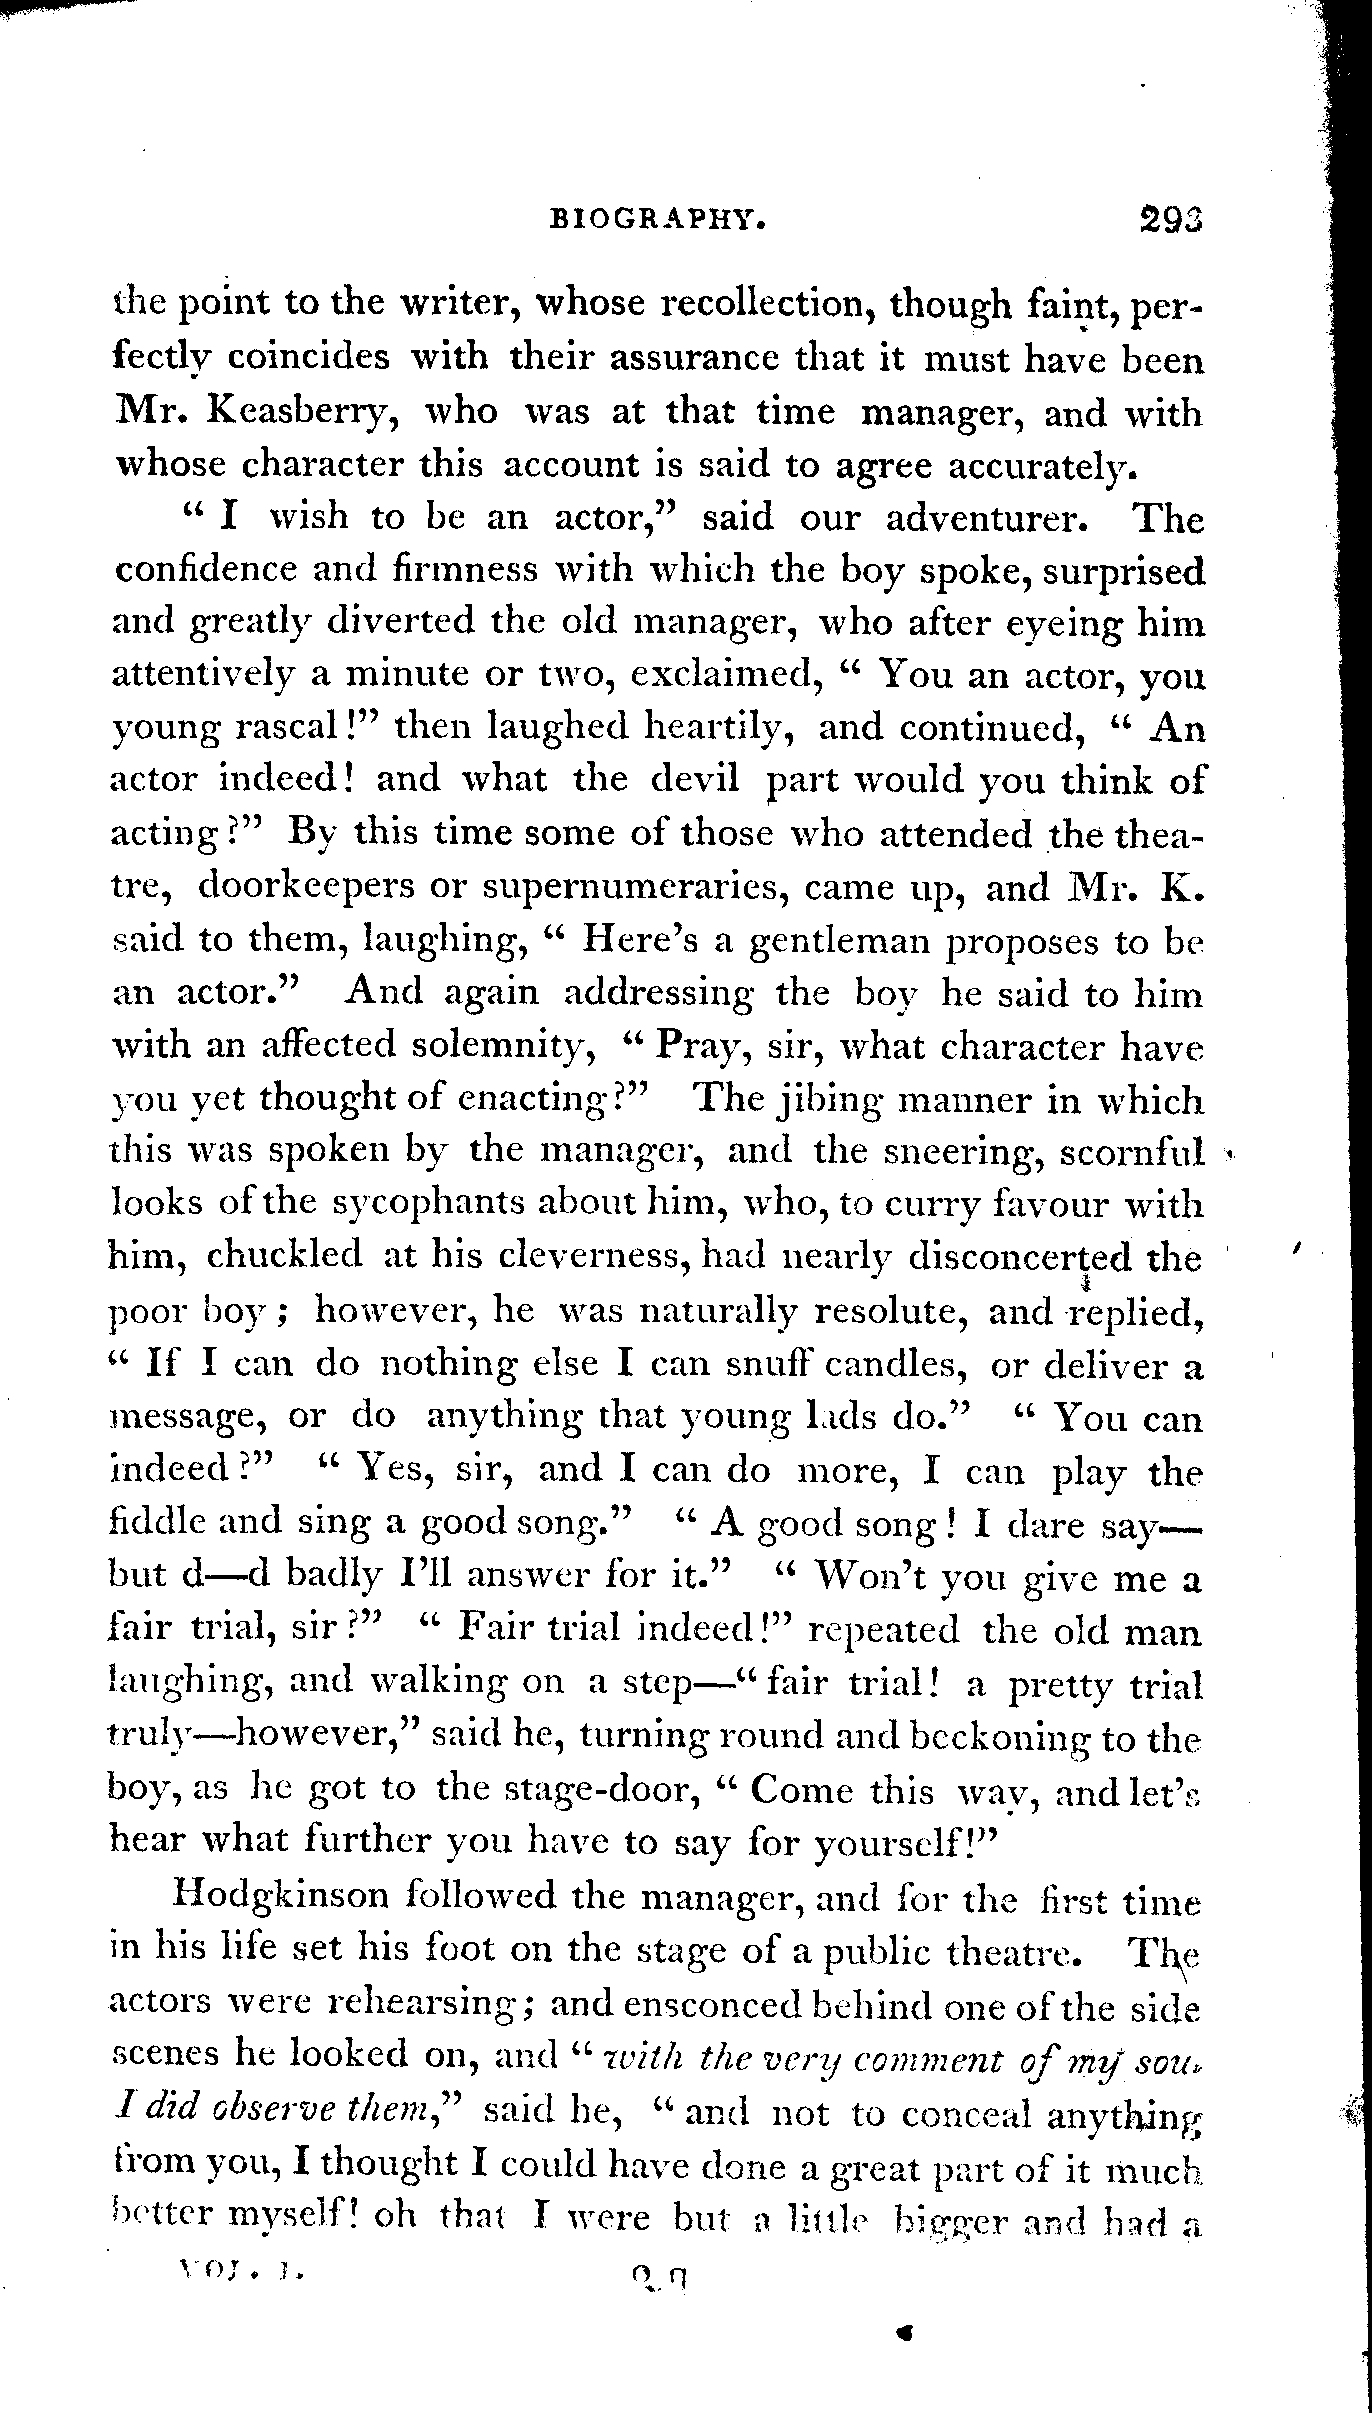 BIOGRAPHY. 293
the point to the writer, whose recollection, though faint, per-
fectly coincides with their assurance that it must have been
Mr. Keasberry, who was at that time manager, and with
whose character this account is said to agree accurately.
“ I wish to be an actor,” said our adventurer. The
confidence and firmness with which the boy spoke, surprised
and greatly diverted the old manager, who after eyeing him
attentively a minute or two, exclaimed, “ You an actor, you
young rascal!” then laughed heartily, and continued, “ An
actor indeed! and what the devil part would you think of
acting?” By this time some of those who attended the thea-
tre, doorkeepers or supernumeraries, came up, and Mr. K.
said to them, laughing, “ Here’s a gentleman proposes to be
an actor.” And again addressing the boy he said to him
with an affected solemnity, “ Pray, sir, what character have
you yet thought of enacting?” The jibing manner in which
this was spoken by the manager, and the sneering, scornful
looks of the sycophants about him, who, to curry favour with
him, chuckled at his cleverness, had nearly disconcerted the
poor boy; however, he was naturally resolute, and replied,
“ If I can do nothing else I can snuff candles, or deliver a
message, or do anything that young lads do.” “ You can
indeed?” “ Yes, sir, and I can do more, I can play the
fiddle and sing a good song.” “ A good song! I dare say—
but d—d badly I’ll answer for it.” “ Won’t you give me a
fair trial, sir?” “ Fair trial indeed!” repeated the old man
laughing, and walking on a step—“ fair trial! a pretty trial
truly—however,” said he, turning round and beckoning to the
boy, as he got to the stage-door, “ Come this way, and let’s
hear what further you have to say for yourself!”
Hodgkinson followed the manager, and for the first time
in his life set his foot on the stage of a public theatre. The
actors were rehearsing; and ensconced behind one of the side
scenes he looked on, and “ with the very comment of my soul
I did observe them,” said he, “ and not to conceal anything
from you, I thought I could have done a great part of it much
better myself! oh that I were but a little bigger and had a
VOL. I. Q q